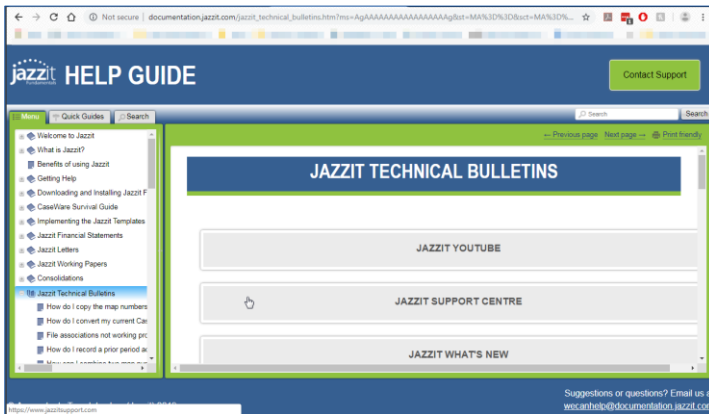 Not secure | documentation.jazzit.com/jazzit_technical_bulletins.htm?ms=AgAAAAAAAAAAAAAAAAAg&st=MA%3D%3D&sct=MA%3D%...
jazzit HELP GUIDE
Fundamentals
Contact Support
Menu Quick Guides Search
Search Search
← Previous page Next page → Print friendly
Welcome to Jazzit
What is Jazzit?
Benefits of using Jazzit
Getting Help
Downloading and Installing Jazzit F
CaseWare Survival Guide
Implementing the Jazzit Templates
Jazzit Financial Statements
Jazzit Letters
Jazzit Working Papers
Consolidations
Jazzit Technical Bulletins
How do I copy the map numbers
How do I convert my current Cas
File associations not working pro
How do I record a prior period a
JAZZIT TECHNICAL BULLETINS
JAZZIT YOUTUBE
JAZZIT SUPPORT CENTRE
JAZZIT WHAT'S NEW
Suggestions or questions? Email us a
wecanhelp@documentation.jazzit.com
https://www.jazzitsupport.com